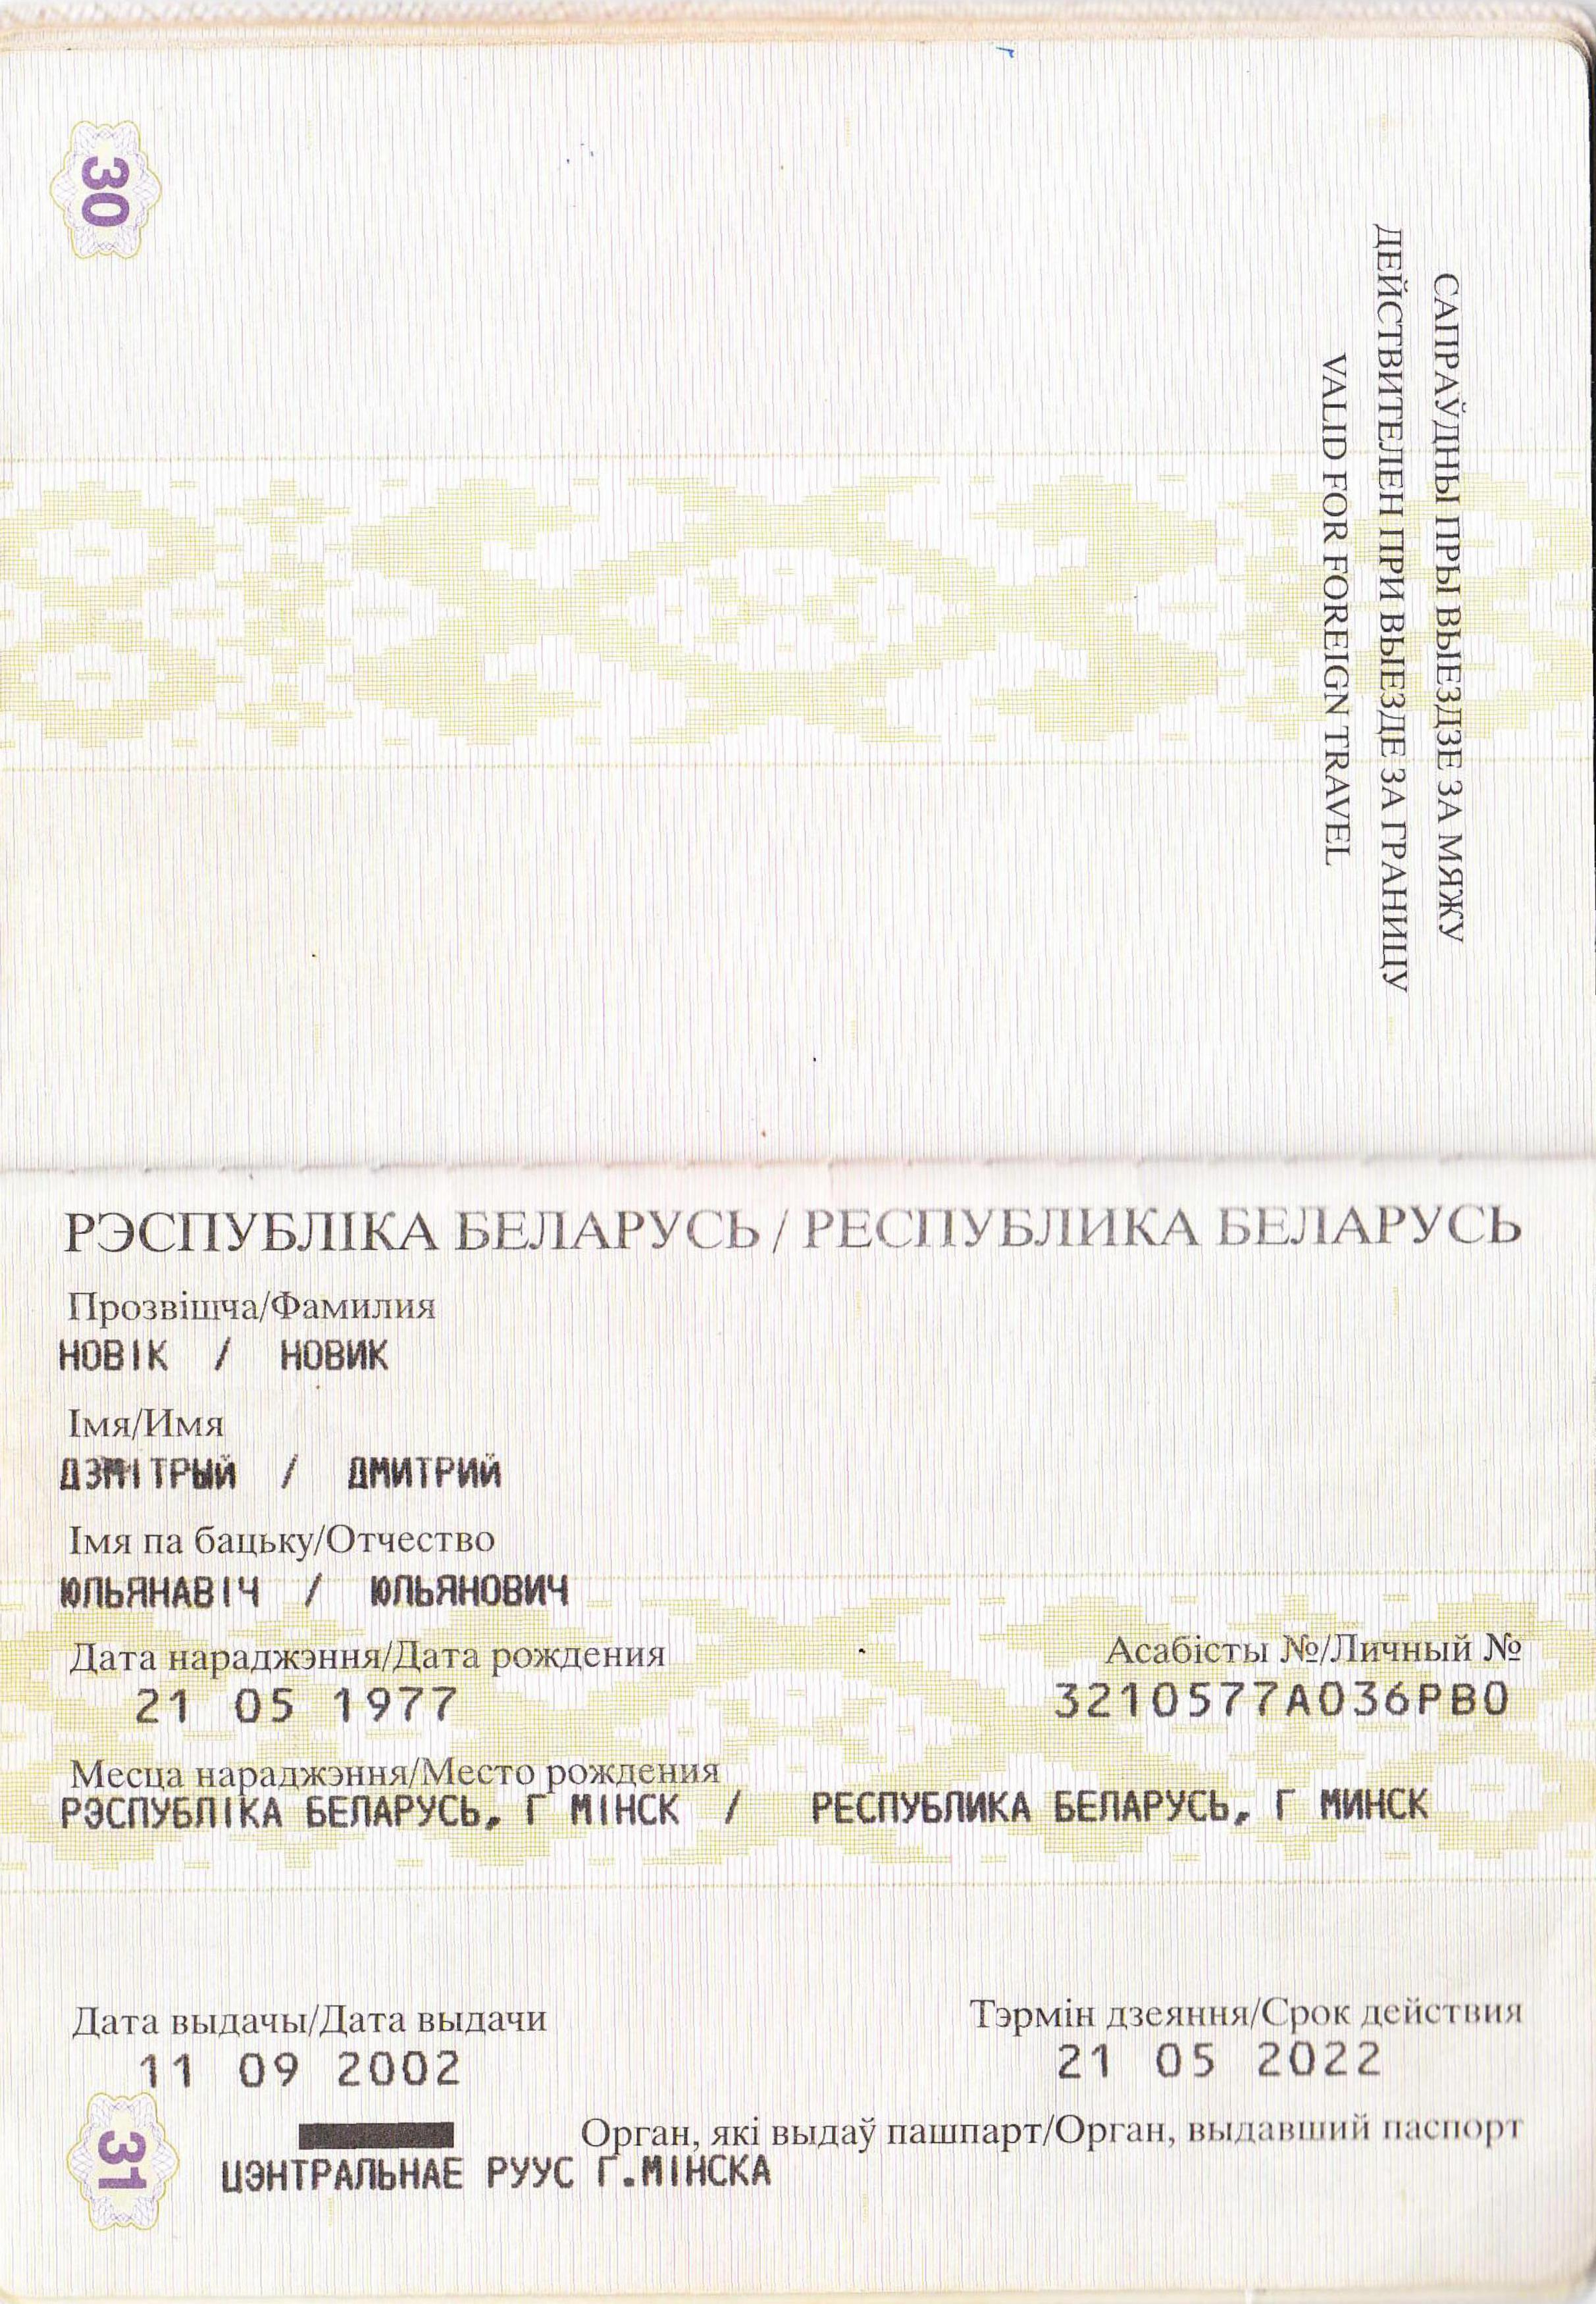 30
САПРАЎДНЫ ПРЫ ВЫЕЗДЗЕ ЗА МЯЖУ
ДЕЙСТВИТЕЛЕН ПРИ ВЫЕЗДЕ ЗА ГРАНИЦУ
VALID FOR FOREIGN TRAVEL
РЭСПУБЛІКА БЕЛАРУСЬ / РЕСПУБЛИКА БЕЛАРУСЬ
Прозвішча/Фамилия
НОВІК / НОВИК
Імя/Имя
ДЗМІТРЫЙ / ДМИТРИЙ
Імя па бацьку/Отчество
ЮЛЬЯНАВІЧ / ЮЛЬЯНОВИЧ
Дата нараджэння/Дата рождения Асабісты №/Личный №
21 05 1977 3210577А036РВ0
Месца нараджэння/Место рождения
РЭСПУБЛІКА БЕЛАРУСЬ, Г МІНСК / РЕСПУБЛИКА БЕЛАРУСЬ, Г МИНСК
Дата выдачы/Дата выдачи Тэрмін дзеяння/Срок действия
11 09 2002 21 05 2022
Орган, які выдаў пашпарт/Орган, выдавший паспорт
ЦЭНТРАЛЬНАЕ РУУС Г.МІНСКА
31